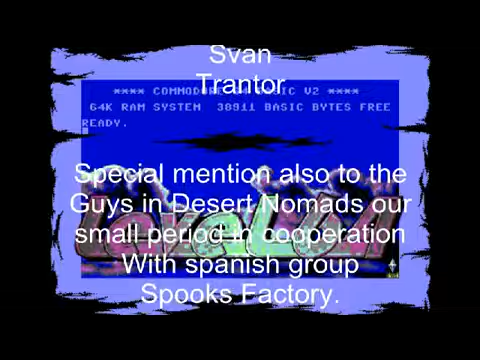 Svan
Trantor
**** COMMODORE 64 BASIC V2 ****
64K RAM SYSTEM 38911 BASIC BYTES FREE
READY.
Special mention also to the
Guys in Desert Nomads our
small period in cooperation
With spanish group
Spooks Factory.